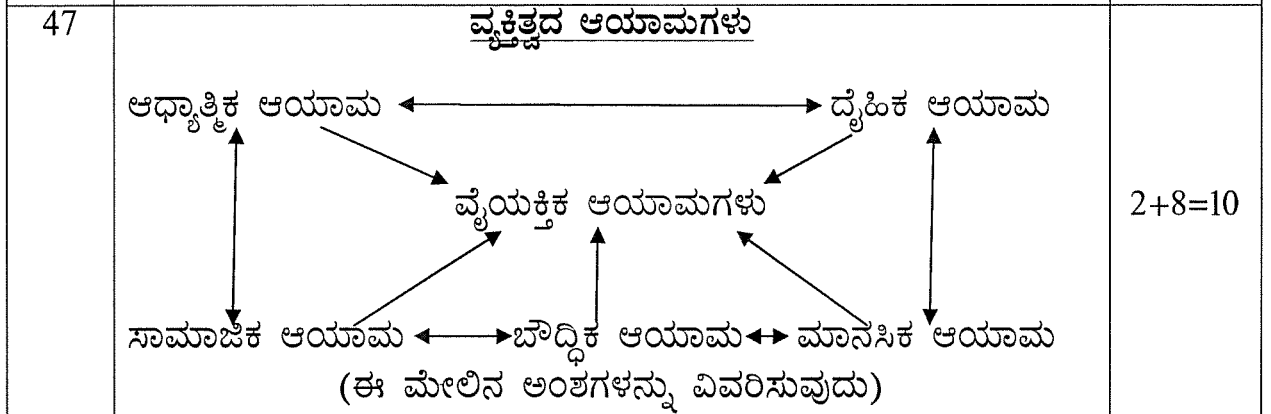 47 ವ್ಯಕ್ತಿತ್ವದ ಆಯಾಮಗಳು
ಆಧ್ಯಾತ್ಮಿಕ ಆಯಾಮ ದೈಹಿಕ ಆಯಾಮ
ವೈಯಕ್ತಿಕ ಆಯಾಮಗಳು 2+8=10
ಸಾಮಾಜಿಕ ಆಯಾಮ ಬೌದ್ಧಿಕ ಆಯಾಮ ಮಾನಸಿಕ ಆಯಾಮ
(ಈ ಮೇಲಿನ ಅಂಶಗಳನ್ನು ವಿವರಿಸುವುದು)